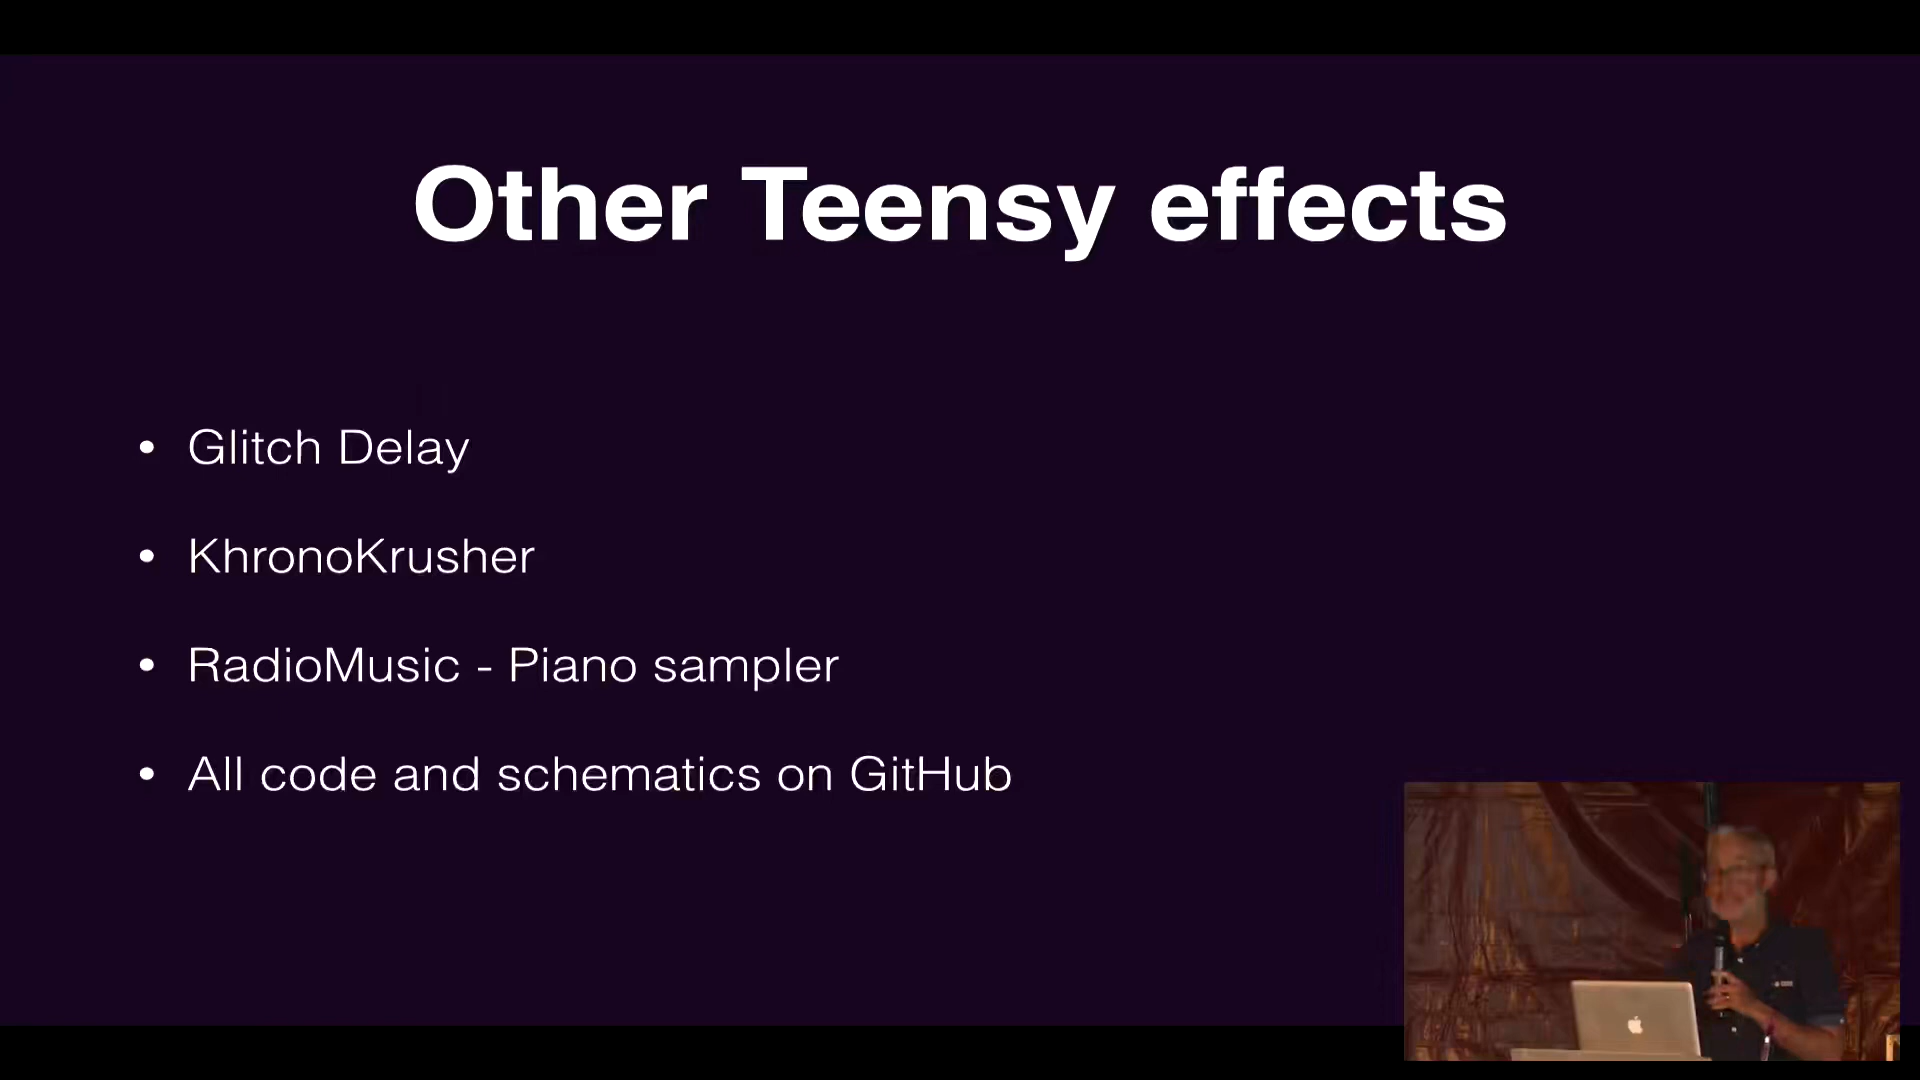 Other Teensy effects
• Glitch Delay
• KhronoKrusher
• RadioMusic - Piano sampler
• All code and schematics on GitHub